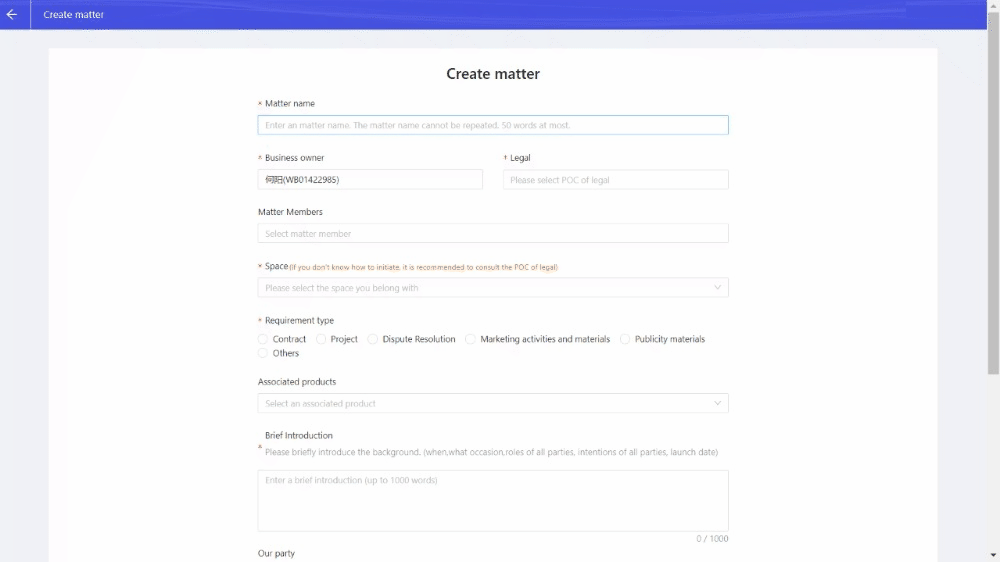 Create matter
Create matter
* Matter name
Enter an matter name. The matter name cannot be repeated. 50 words at most.
* Business owner
* Legal
何阳(WB01422985)
Please select POC of legal
Matter Members
Select matter member
* Space(If you don't know how to initiate, it is recommended to consult the POC of legal)
Please select the space you belong with
* Requirement type
Contract Project Dispute Resolution Marketing activities and materials Publicity materials
Others
Associated products
Select an associated product
Brief Introduction
* Please briefly introduce the background. (when,what occasion,roles of all parties, intentions of all parties, launch date)
Enter a brief introduction (up to 1000 words)
0 / 1000
Our party